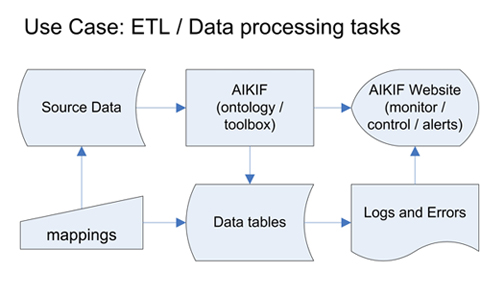 Use Case: ETL / Data processing tasks
Source Data
AIKIF
(ontology /
toolbox)
AIKIF Website
(monitor /
control / alerts)
mappings
Data tables
Logs and Errors